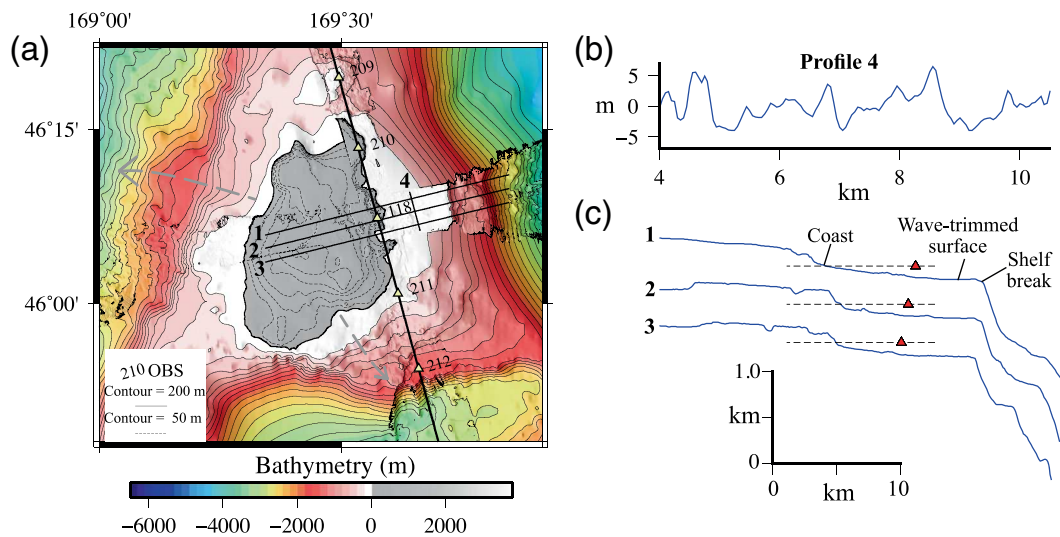 (a)
169°00'
169°30'
46°15'
46°00'
209
210
118
211
212
1
2
3
4
210 OBS
Contour = 200 m
Contour = 50 m
Bathymetry (m)
−6000
−4000
−2000
0
2000
(b)
Profile 4
m
5
0
−5
4
6
8
10
km
(c)
1
2
3
Coast
Wave-trimmed
surface
Shelf
break
1.0
km
0
0
km
10